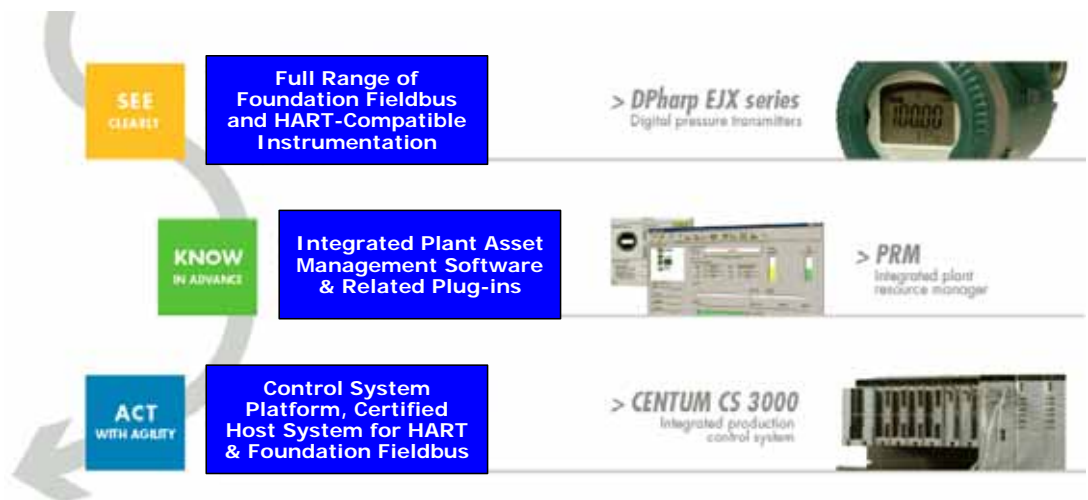 SEE
CLEARLY
Full Range of
Foundation Fieldbus
and HART-Compatible
Instrumentation
> DPharp EJX series
Digital pressure transmitters
100.00
KNOW
IN ADVANCE
Integrated Plant Asset
Management Software
& Related Plug-ins
> PRM
Integrated plant
resource manager
ACT
WITH AGILITY
Control System
Platform, Certified
Host System for HART
& Foundation Fieldbus
> CENTUM CS 3000
Integrated production
control system